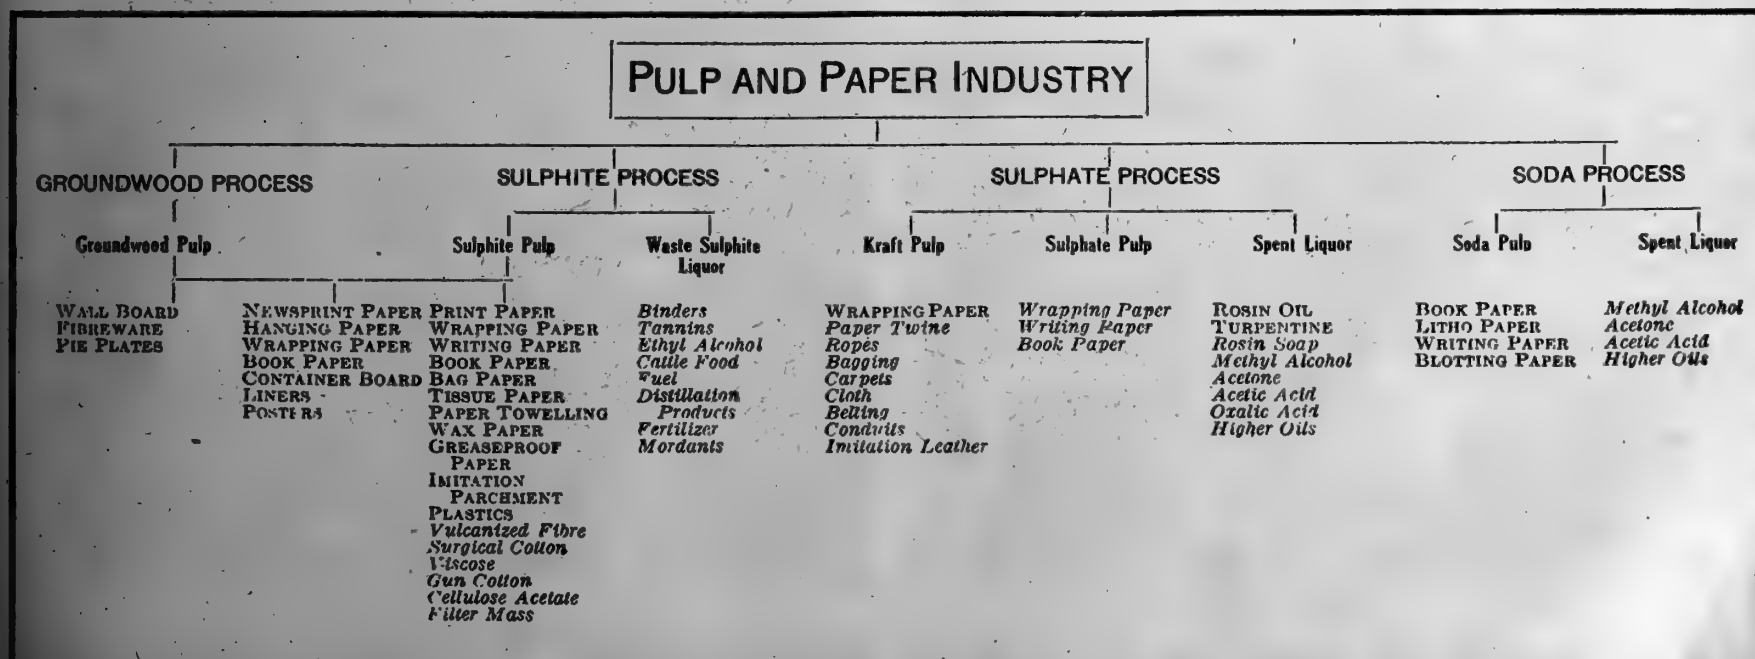 PULP AND PAPER INDUSTRY
GROUNDWOOD PROCESS
SULPHITE PROCESS
SULPHATE PROCESS
SODA PROCESS
Groundwood Pulp
Sulphite Pulp
Waste Sulphite
Liquor
Kraft Pulp
Sulphate Pulp
Spent Liquor
Soda Pulp
Spent Liquor
WALL BOARD
FIBREWARE
PIE PLATES
NEWSPRINT PAPER
HANGING PAPER
WRAPPING PAPER
BOOK PAPER
CONTAINER BOARD
LINERS
POSTERS
PRINT PAPER
WRAPPING PAPER
WRITING PAPER
BOOK PAPER
BAG PAPER
TISSUE PAPER
PAPER TOWELLING
WAX PAPER
GREASEPROOF
PAPER
IMITATION
PARCHMENT
PLASTICS
Vulcanized Fibre
Surgical Cotton
Viscose
Gun Cotton
Cellulose Acetate
Filter Mass
Binders
Tannins
Ethyl Alcohol
Cattle Food
Fuel
Distillation
Products
Fertilizer
Mordants
WRAPPING PAPER
Paper Twine
Ropes
Bagging
Carpets
Cloth
Belting
Conduits
Imitation Leather
Wrapping Paper
Writing Paper
Book Paper
ROSIN OIL
TURPENTINE
Rosin Soap
Methyl Alcohol
Acetone
Acetic Acid
Oxalic Acid
Higher Oils
BOOK PAPER
LITHO PAPER
WRITING PAPER
BLOTTING PAPER
Methyl Alcohol
Acetone
Acetic Acid
Higher Oils